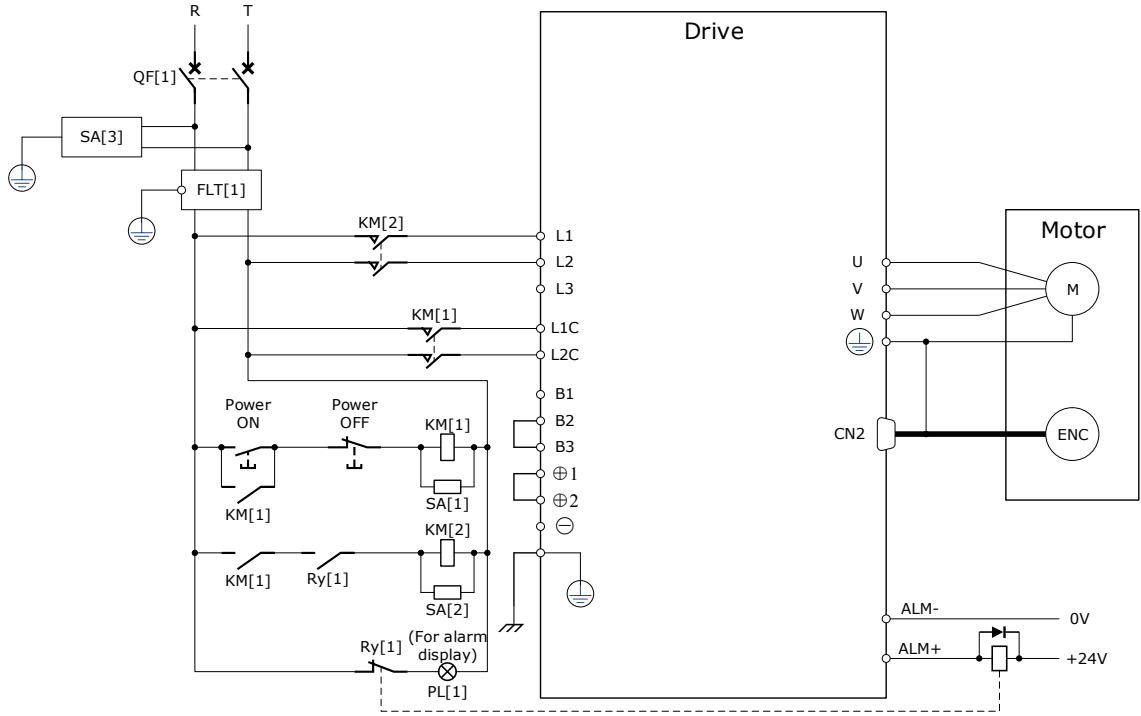 R
T
Drive
QF[1]
SA[3]
FLT[1]
KM[2]
L1
L2
L3
KM[1]
L1C
L2C
B1
B2
B3
⊕1
⊕2
⊖
U
V
W
CN2
Motor
M
ENC
Power
ON
Power
OFF
KM[1]
SA[1]
KM[1]
KM[2]
KM[1]
Ry[1]
SA[2]
Ry[1]
(For alarm
display)
PL[1]
ALM-
0V
ALM+
+24V